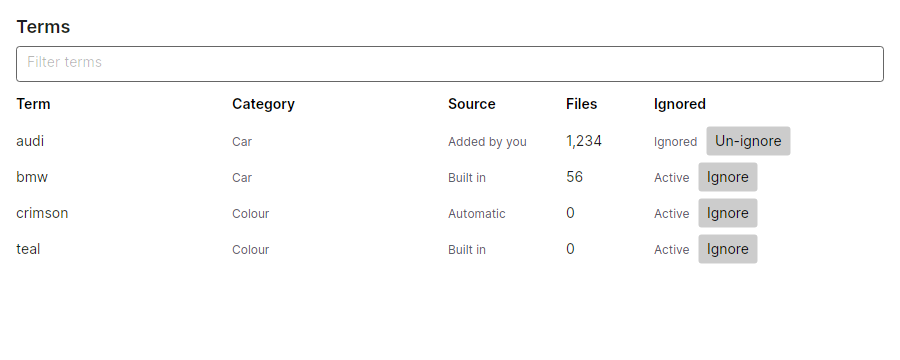 Terms
Filter terms
Term Category Source Files Ignored
audi Car Added by you 1,234 Ignored Un-ignore
bmw Car Built in 56 Active Ignore
crimson Colour Automatic 0 Active Ignore
teal Colour Built in 0 Active Ignore